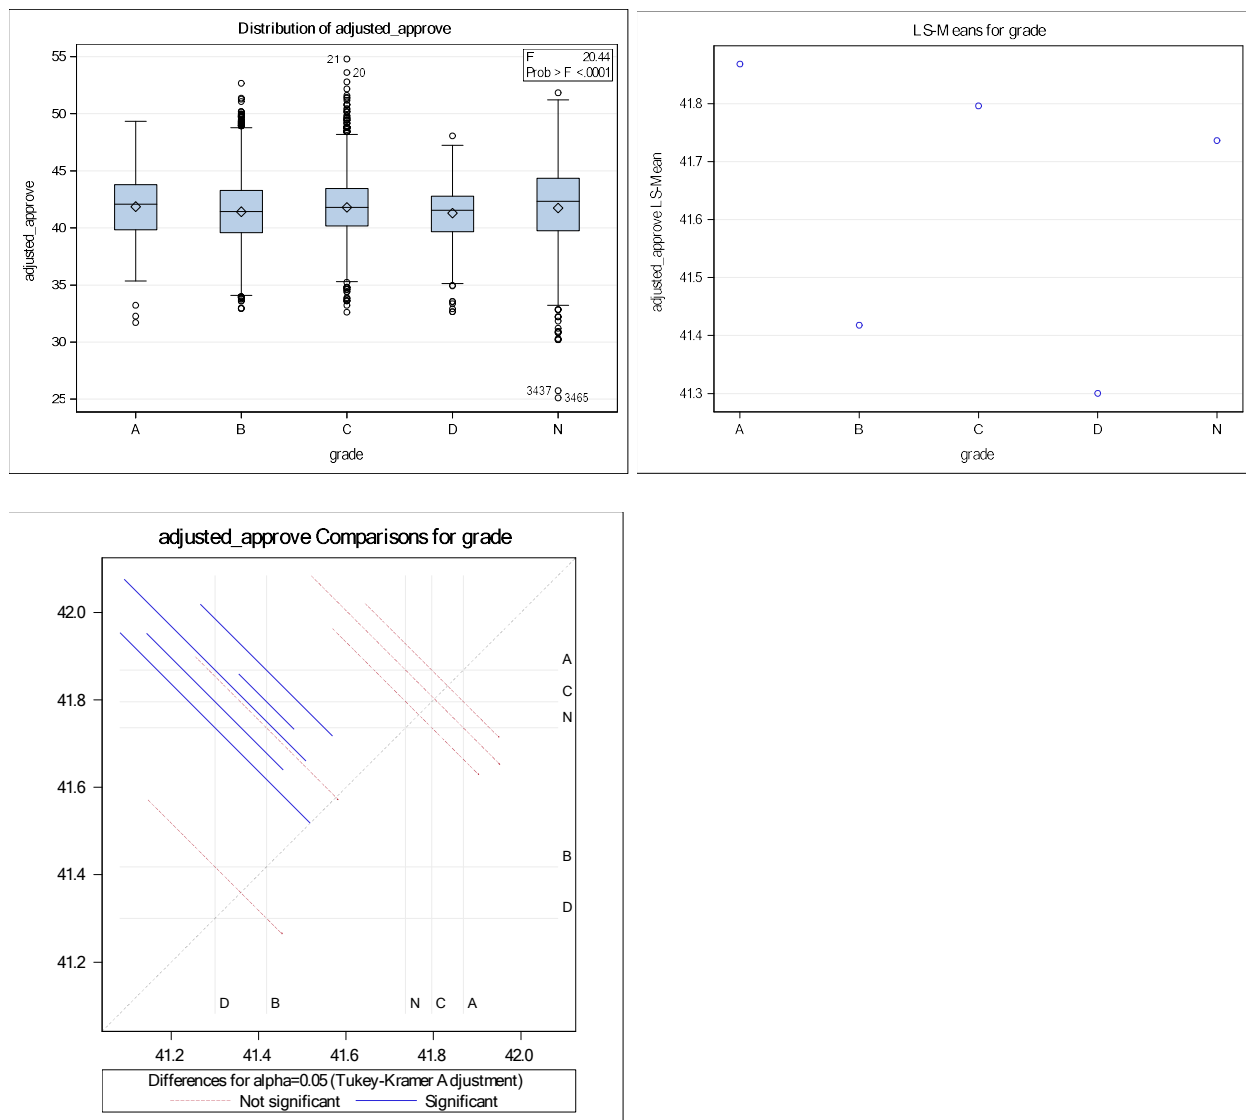 Distribution of adjusted_approve
F 20.44
Prob > F <.0001
adjusted_approve
55
50
45
40
35
30
25
21
20
3437
3465
A B C D N
grade
LS-Means for grade
adjusted_approve LS-Mean
41.8
41.7
41.6
41.5
41.4
41.3
A B C D N
grade
adjusted_approve Comparisons for grade
42.0
41.8
41.6
41.4
41.2
A
C
N
B
D
D B N C A
41.2 41.4 41.6 41.8 42.0
Differences for alpha=0.05 (Tukey-Kramer Adjustment)
Not significant Significant